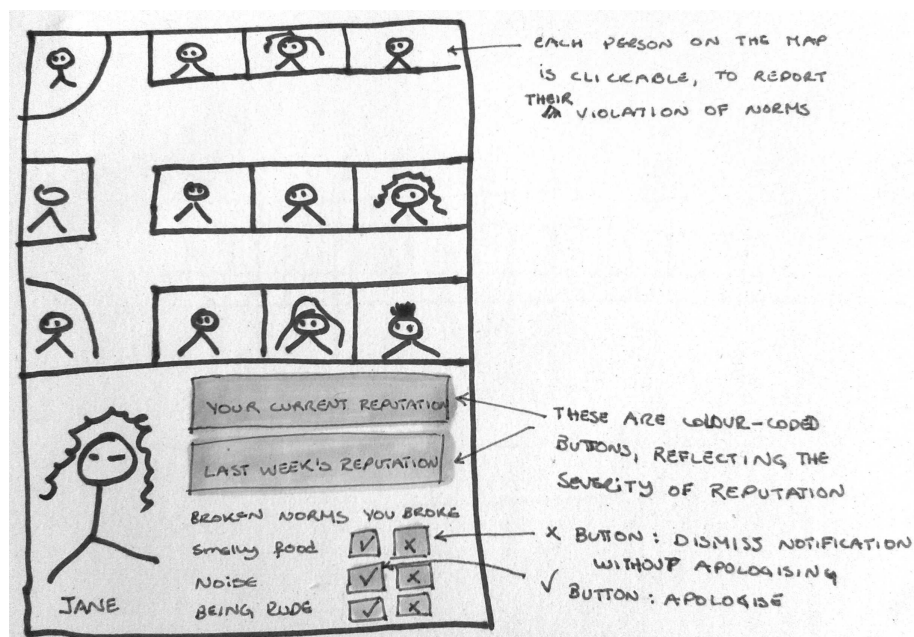 EACH PERSON ON THE MAP
IS CLICKABLE, TO REPORT
THEIR VIOLATION OF NORMS
YOUR CURRENT REPUTATION
LAST WEEK'S REPUTATION
THESE ARE COLOUR-CODED
BUTTONS, REFLECTING THE
SEVERITY OF REPUTATION
BROKEN NORMS YOU BROKE
Smelly food ✓ x
NOISE ✓ x
BEING RUDE ✓ x
JANE
X BUTTON: DISMISS NOTIFICATION
WITHOUT APOLOGISING
✓ BUTTON: APOLOGISE